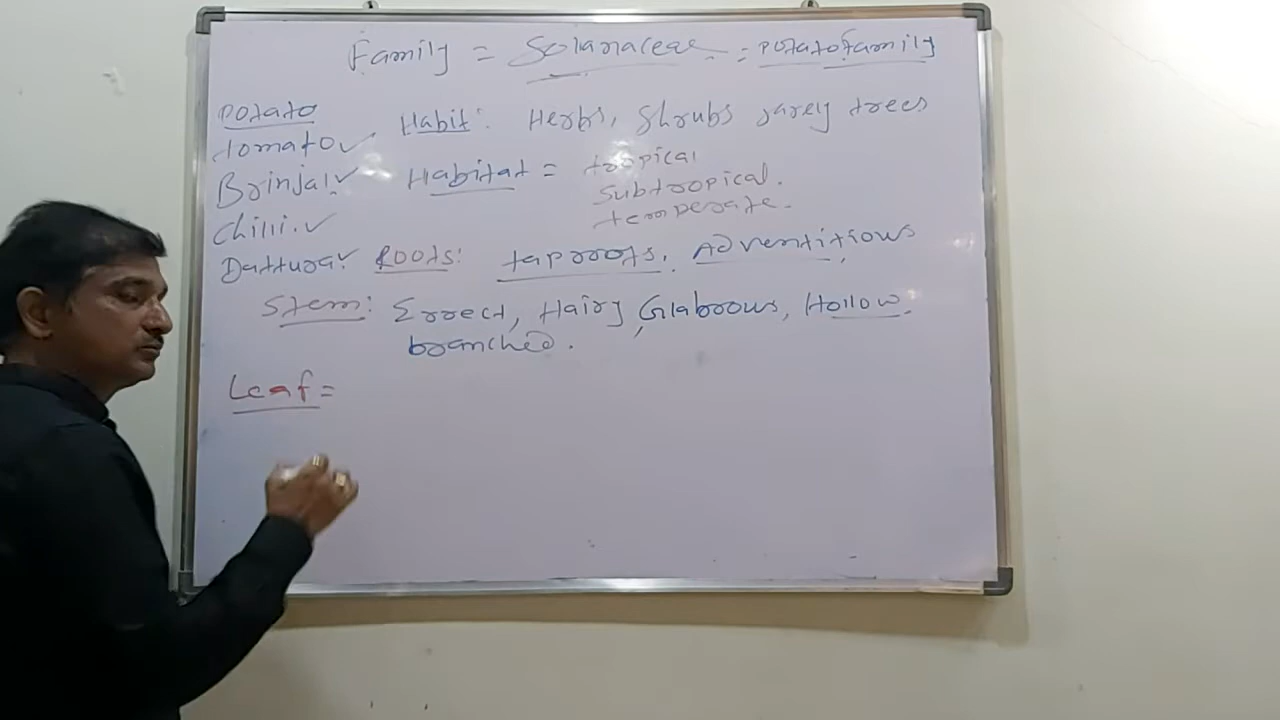 Family = Solanaceae = Potato Family
Potato
Habit: Herbs, Shrubs rarely trees
tomato ✓
Brinjal ✓
Habitat = tropical
subtropical.
temperate.
chilli. ✓
Dattura ✓ Roots: taproots, Adventitious
Stem: Errect, Hairy, Glabrous, Hollow.
branched.
Leaf =